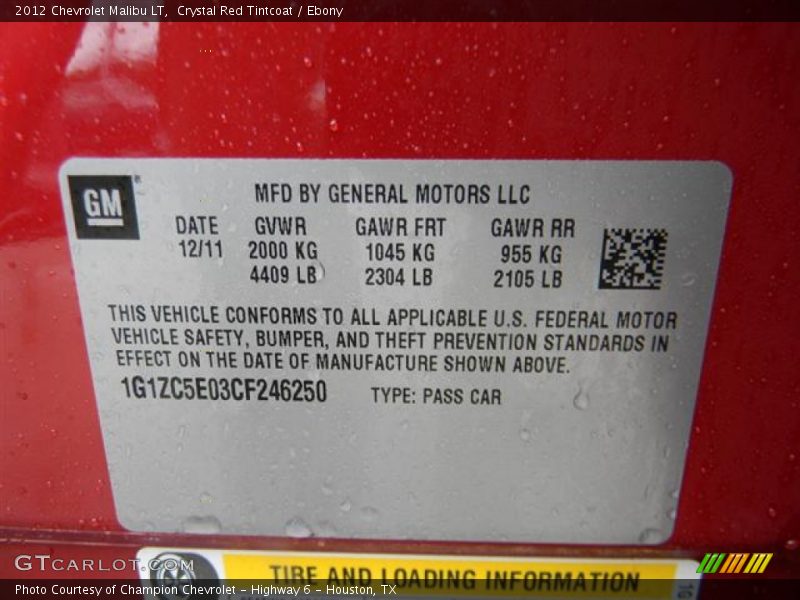 2012 Chevrolet Malibu LT, Crystal Red Tintcoat / Ebony
GM
MFD BY GENERAL MOTORS LLC
DATE GVWR GAWR FRT GAWR RR
12/11 2000 KG 1045 KG 955 KG
4409 LB 2304 LB 2105 LB
THIS VEHICLE CONFORMS TO ALL APPLICABLE U.S. FEDERAL MOTOR
VEHICLE SAFETY, BUMPER, AND THEFT PREVENTION STANDARDS IN
EFFECT ON THE DATE OF MANUFACTURE SHOWN ABOVE.
1G1ZC5E03CF246250 TYPE: PASS CAR
GTCARLOT.COM
TIRE AND LOADING INFORMATION
Photo Courtesy of Champion Chevrolet - Highway 6 - Houston, TX